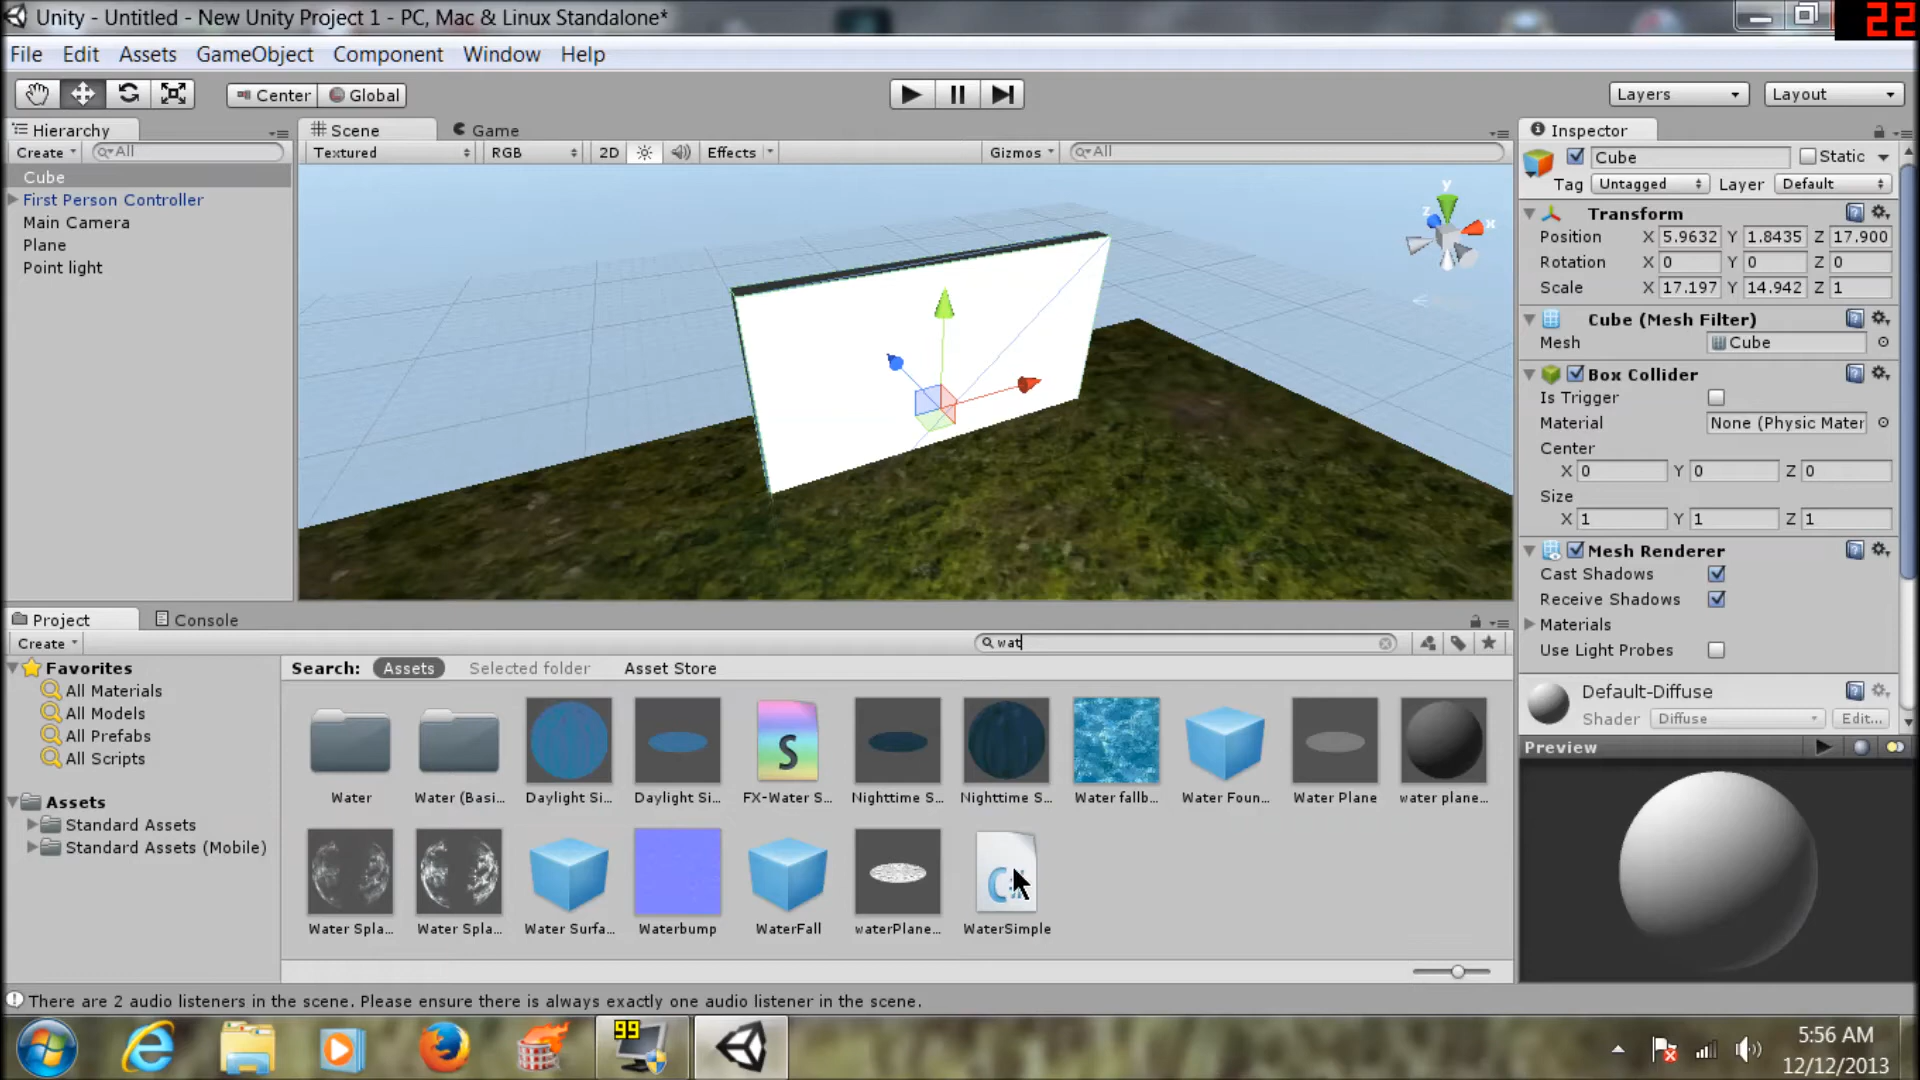 Unity - Untitled - New Unity Project 1 - PC, Mac & Linux Standalone*
22
File Edit Assets GameObject Component Window Help
Center Global
Layers Layout
Hierarchy
Create All
Cube
First Person Controller
Main Camera
Plane
Point light
Scene Game
Textured RGB 2D Effects Gizmos All
y
z
x
Inspector
Cube Static
Tag Untagged Layer Default
Transform
Position X 5.9632 Y 1.8435 Z 17.900
Rotation X 0 Y 0 Z 0
Scale X 17.197 Y 14.942 Z 1
Cube (Mesh Filter)
Mesh Cube
Box Collider
Is Trigger
Material None (Physic Mater
Center
X 0 Y 0 Z 0
Size
X 1 Y 1 Z 1
Mesh Renderer
Cast Shadows
Receive Shadows
Materials
Use Light Probes
Default-Diffuse
Shader Diffuse Edit...
Preview
Project Console
Create wat
Favorites
All Materials
All Models
All Prefabs
All Scripts
Assets
Standard Assets
Standard Assets (Mobile)
Search: Assets Selected folder Asset Store
S
Water Water (Basi... Daylight Si... Daylight Si... FX-Water S... Nighttime S... Nighttime S... Water fallb... Water Foun... Water Plane water plane...
Water Spla... Water Spla... Water Surfa... Waterbump WaterFall waterPlane... WaterSimple
There are 2 audio listeners in the scene. Please ensure there is always exactly one audio listener in the scene.
99
5:56 AM
12/12/2013